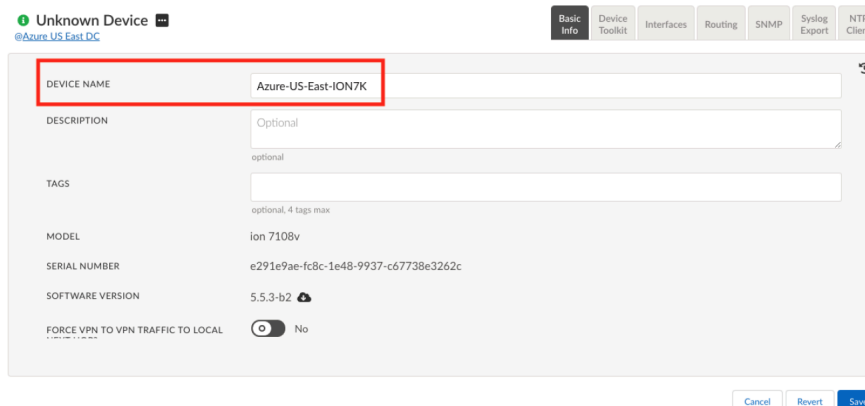 Unknown Device
@Azure US East DC
Basic Info
Device Toolkit
Interfaces
Routing
SNMP
Syslog Export
DEVICE NAME
Azure-US-East-ION7K
DESCRIPTION
Optional
optional
TAGS
optional, 4 tags max
MODEL
ion 7108v
SERIAL NUMBER
e291e9ae-fc8c-1e48-9937-c67738e3262c
SOFTWARE VERSION
5.5.3-b2
FORCE VPN TO VPN TRAFFIC TO LOCAL
No
Cancel
Revert